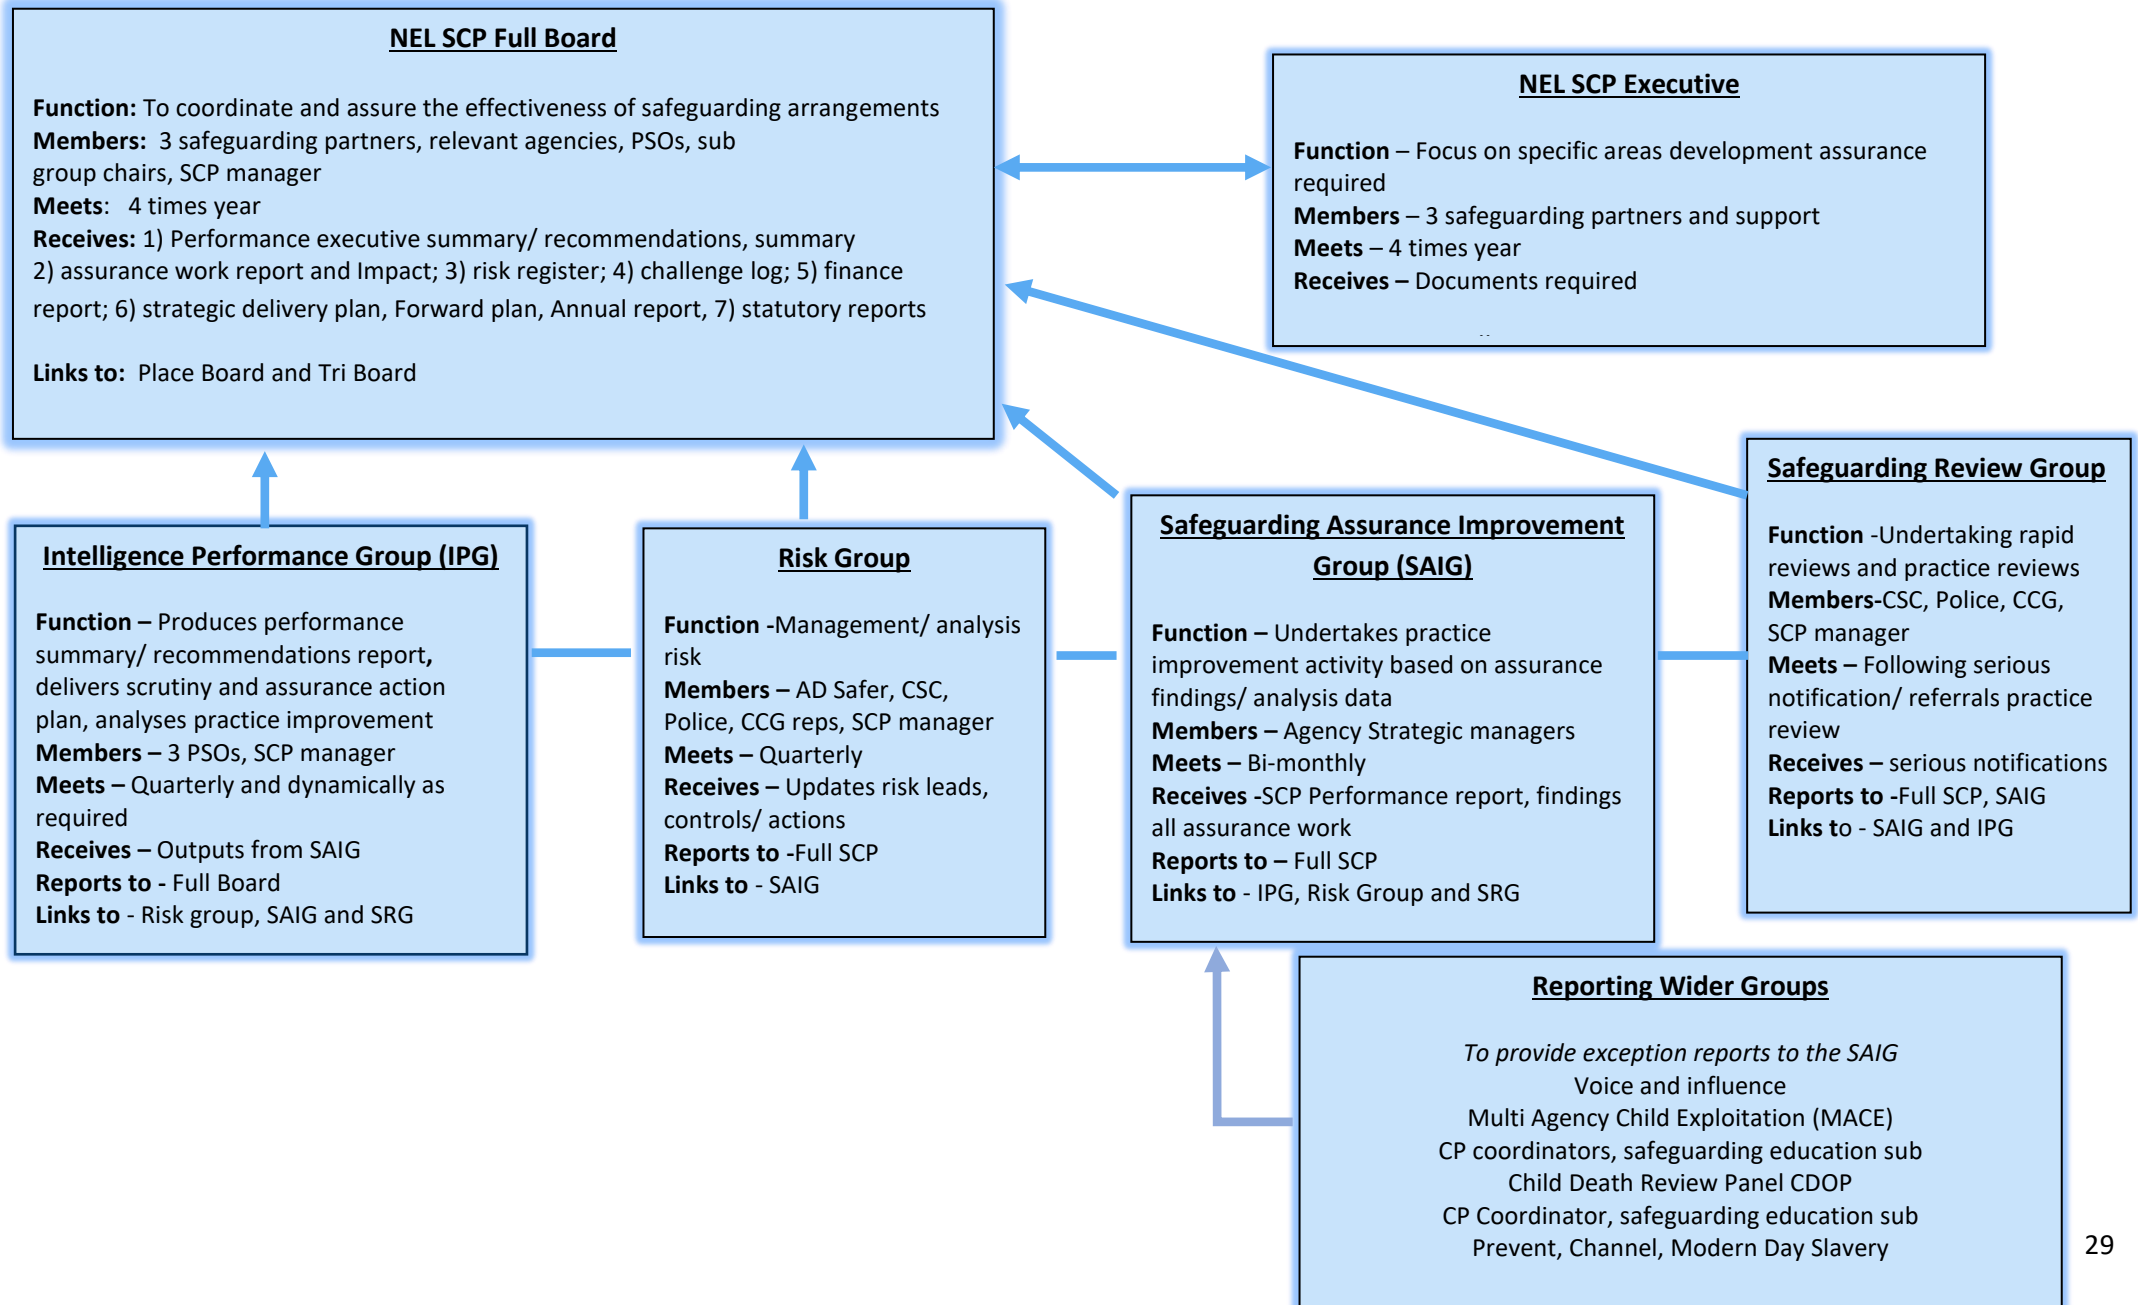 NEL SCP Full Board
Function: To coordinate and assure the effectiveness of safeguarding arrangements
Members:  3 safeguarding partners, relevant agencies, PSOs, sub
group chairs, SCP manager
Meets:   4 times year
Receives: 1) Performance executive summary/ recommendations, summary
2) assurance work report and Impact; 3) risk register; 4) challenge log; 5) finance
report; 6) strategic delivery plan, Forward plan, Annual report, 7) statutory reports
Links to:  Place Board and Tri Board
NEL SCP Executive
Function – Focus on specific areas development assurance
required
Members – 3 safeguarding partners and support
Meets – 4 times year
Receives – Documents required
Intelligence Performance Group (IPG)
Function – Produces performance
summary/ recommendations report,
delivers scrutiny and assurance action
plan, analyses practice improvement
Members – 3 PSOs, SCP manager
Meets – Quarterly and dynamically as
required
Receives – Outputs from SAIG
Reports to - Full Board
Links to - Risk group, SAIG and SRG
Risk Group
Function -Management/ analysis
risk
Members – AD Safer, CSC,
Police, CCG reps, SCP manager
Meets – Quarterly
Receives – Updates risk leads,
controls/ actions
Reports to -Full SCP
Links to - SAIG
Safeguarding Assurance Improvement
Group (SAIG)
Function – Undertakes practice
improvement activity based on assurance
findings/ analysis data
Members – Agency Strategic managers
Meets – Bi-monthly
Receives -SCP Performance report, findings
all assurance work
Reports to – Full SCP
Links to - IPG, Risk Group and SRG
Safeguarding Review Group
Function -Undertaking rapid
reviews and practice reviews
Members-CSC, Police, CCG,
SCP manager
Meets – Following serious
notification/ referrals practice
review
Receives – serious notifications
Reports to -Full SCP, SAIG
Links to - SAIG and IPG
Reporting Wider Groups
To provide exception reports to the SAIG
Voice and influence
Multi Agency Child Exploitation (MACE)
CP coordinators, safeguarding education sub
Child Death Review Panel CDOP
CP Coordinator, safeguarding education sub
Prevent, Channel, Modern Day Slavery
29